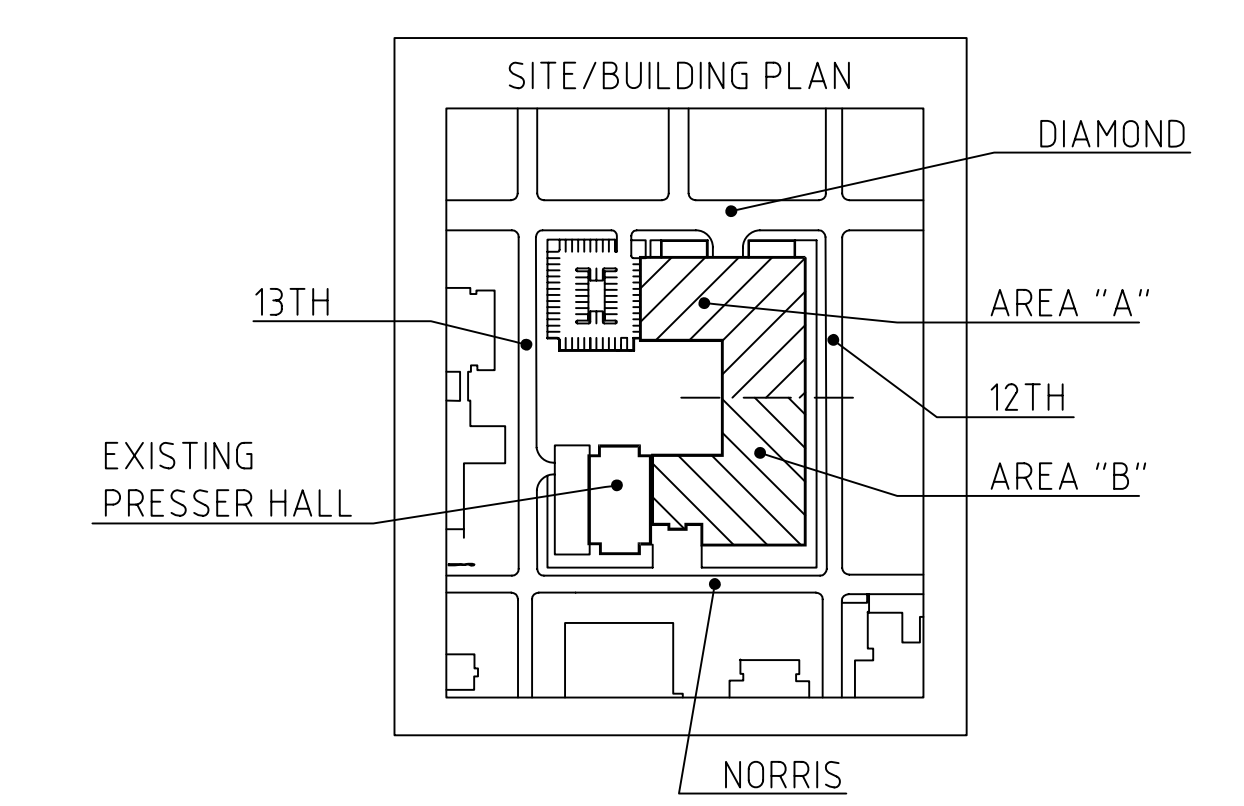 SITE/BUILDING PLAN
DIAMOND
13TH
AREA "A"
12TH
EXISTING
PRESSER HALL
AREA "B"
NORRIS